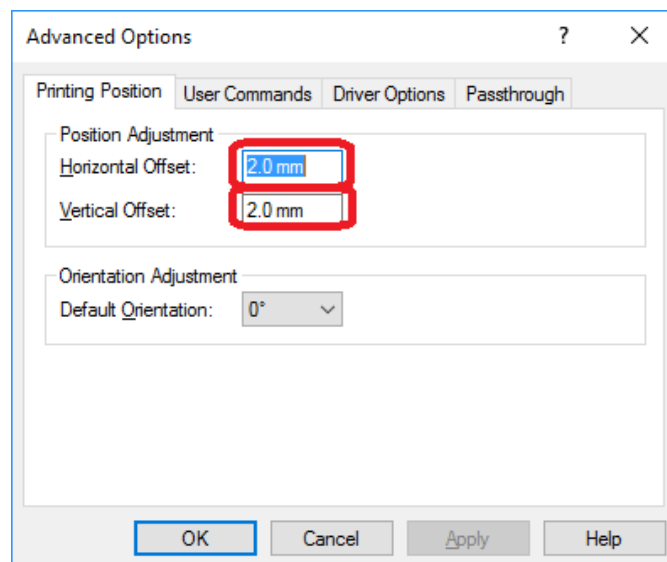 Advanced Options ?
Printing Position User Commands Driver Options Passthrough
Position Adjustment
Horizontal Offset: 2.0 mm
Vertical Offset: 2.0 mm
Orientation Adjustment
Default Orientation: 0°
OK Cancel Apply Help